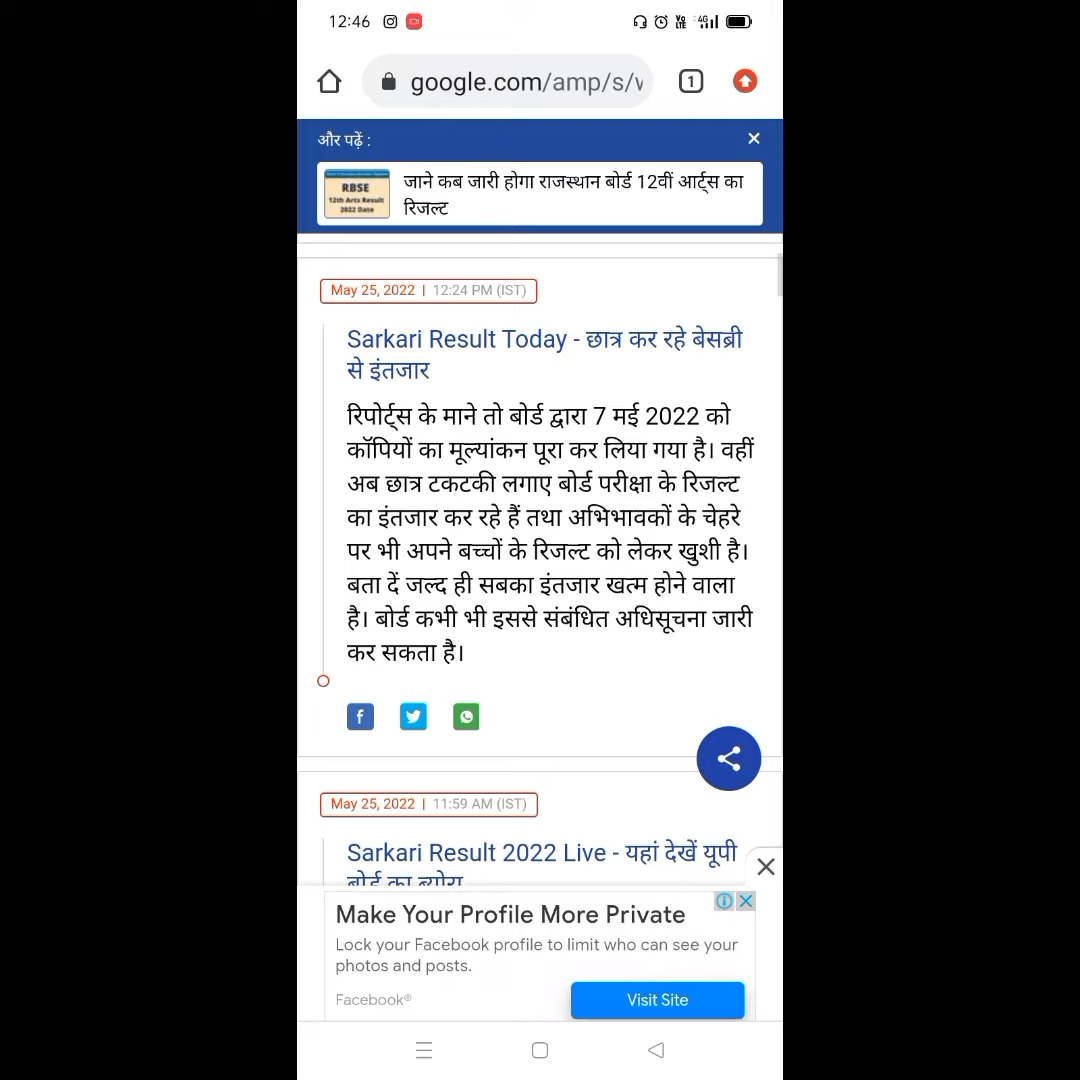 12:46
4G
google.com/amp/s/
1
और पढ़ें :
RBSE
12th Arts Result
2022 Date
जाने कब जारी होगा राजस्थान बोर्ड 12वीं आर्ट्स का
रिजल्ट
May 25, 2022 | 12:24 PM (IST)
Sarkari Result Today - छात्र कर रहे बेसब्री
से इंतजार
रिपोर्ट्स के माने तो बोर्ड द्वारा 7 मई 2022 को
कॉपियों का मूल्यांकन पूरा कर लिया गया है। वहीं
अब छात्र टकटकी लगाए बोर्ड परीक्षा के रिजल्ट
का इंतजार कर रहे हैं तथा अभिभावकों के चेहरे
पर भी अपने बच्चों के रिजल्ट को लेकर खुशी है।
बता दें जल्द ही सबका इंतजार खत्म होने वाला
है। बोर्ड कभी भी इससे संबंधित अधिसूचना जारी
कर सकता है।
May 25, 2022 | 11:59 AM (IST)
Sarkari Result 2022 Live - यहां देखें यूपी
बोर्ड का ब्योरा
Make Your Profile More Private
Lock your Facebook profile to limit who can see your
photos and posts.
Facebook®
Visit Site